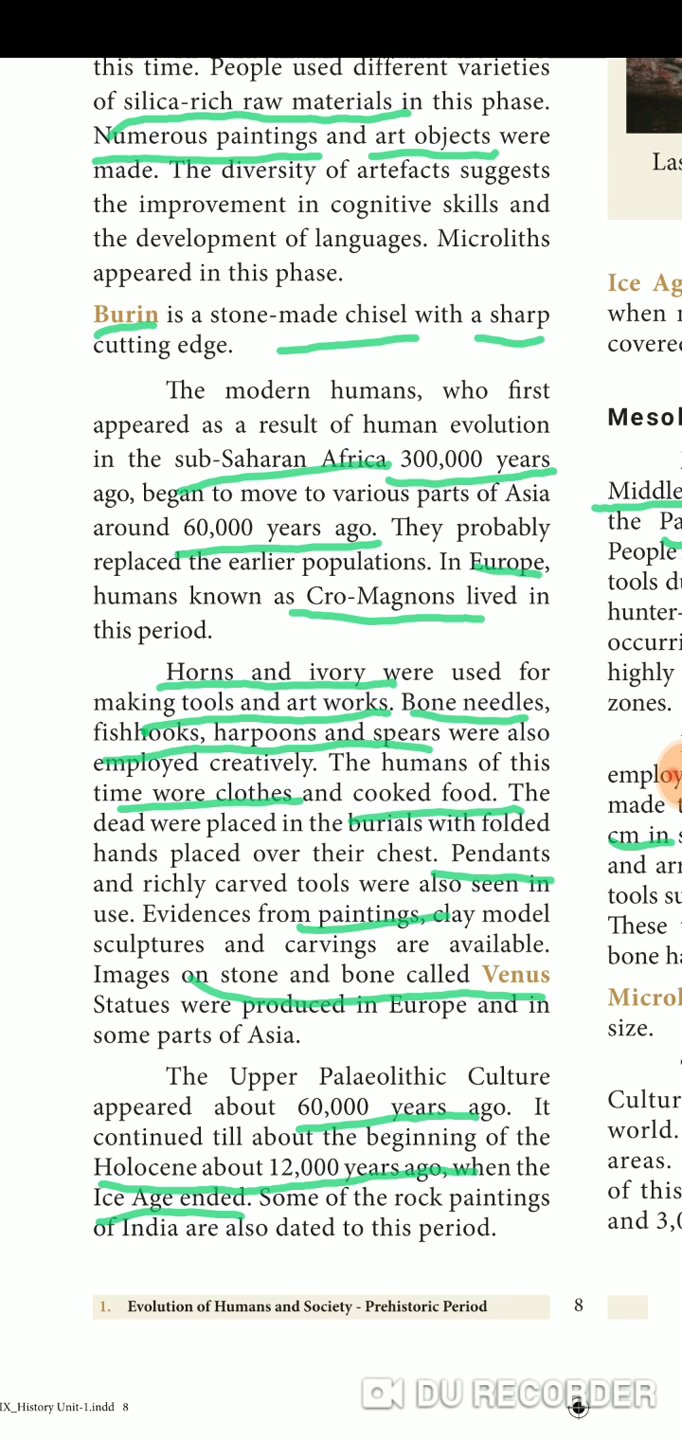 this time. People used different varieties
of silica-rich raw materials in this phase.
Numerous paintings and art objects were
made. The diversity of artefacts suggests
the improvement in cognitive skills and
the development of languages. Microliths
appeared in this phase.
Burin is a stone-made chisel with a sharp
cutting edge.
The modern humans, who first
appeared as a result of human evolution
in the sub-Saharan Africa 300,000 years
ago, began to move to various parts of Asia
around 60,000 years ago. They probably
replaced the earlier populations. In Europe,
humans known as Cro-Magnons lived in
this period.
Horns and ivory were used for
making tools and art works. Bone needles,
fishhooks, harpoons and spears were also
employed creatively. The humans of this
time wore clothes and cooked food. The
dead were placed in the burials with folded
hands placed over their chest. Pendants
and richly carved tools were also seen in
use. Evidences from paintings, clay model
sculptures and carvings are available.
Images on stone and bone called Venus
Statues were produced in Europe and in
some parts of Asia.
The Upper Palaeolithic Culture
appeared about 60,000 years ago. It
continued till about the beginning of the
Holocene about 12,000 years ago, when the
Ice Age ended. Some of the rock paintings
of India are also dated to this period.
1. Evolution of Humans and Society - Prehistoric Period
8
IX_History Unit-1.indd 8
Las
Ice Ag
when
covere
Mesol
Middle
the Pa
People
tools du
hunter-
occurri
highly
zones.
employ
made t
cm in s
and arr
tools su
These
bone ha
Microl
size.
Cultur
world.
areas.
of this
and 3,0
DU RECORDER